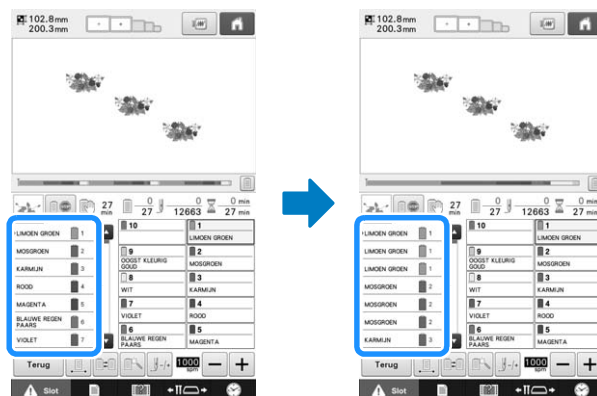 102.8mm
200.3mm
27 min
0
27
0
12663
0 min
27 min
LIMOEN GROEN 1
MOSGROEN 2
KARMIJN 3
ROOD 4
MAGENTA 5
BLAUWE REGEN
PAARS 6
VIOLET 7
10
1
LIMOEN GROEN
9
OOGST KLEURIG
GOUD
2
MOSGROEN
8
WIT
3
KARMIJN
7
VIOLET
4
ROOD
6
BLAUWE REGEN
PAARS
5
MAGENTA
Terug
1000
spm
Slot
102.8mm
200.3mm
27 min
0
27
0
12663
0 min
27 min
LIMOEN GROEN 1
LIMOEN GROEN 1
LIMOEN GROEN 1
MOSGROEN 2
MOSGROEN 2
MOSGROEN 2
KARMIJN 3
10
1
LIMOEN GROEN
9
OOGST KLEURIG
GOUD
2
MOSGROEN
8
WIT
3
KARMIJN
7
VIOLET
4
ROOD
6
BLAUWE REGEN
PAARS
5
MAGENTA
Terug
1000
spm
Slot